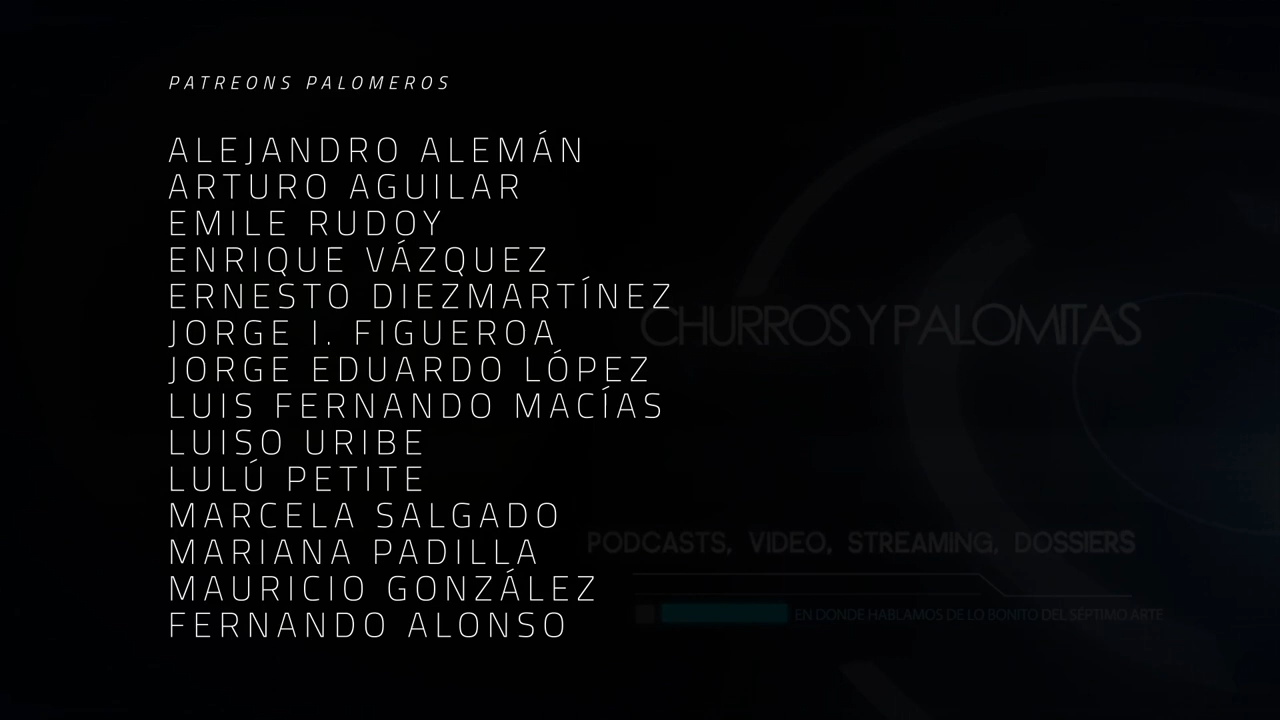 PATREONS PALOMEROS
ALEJANDRO ALEMÁN
ARTURO AGUILAR
EMILE RUDOY
ENRIQUE VÁZQUEZ
ERNESTO DIEZMARTÍNEZ
JORGE I. FIGUEROA
JORGE EDUARDO LÓPEZ
LUIS FERNANDO MACÍAS
LUISO URIBE
LULÚ PETITE
MARCELA SALGADO
MARIANA PADILLA
MAURICIO GONZÁLEZ
FERNANDO ALONSO
CHURROS Y PALOMITAS
PODCASTS, VIDEO, STREAMING, DOSSIERS
EN DONDE HABLAMOS DE LO BONITO DEL SÉPTIMO ARTE